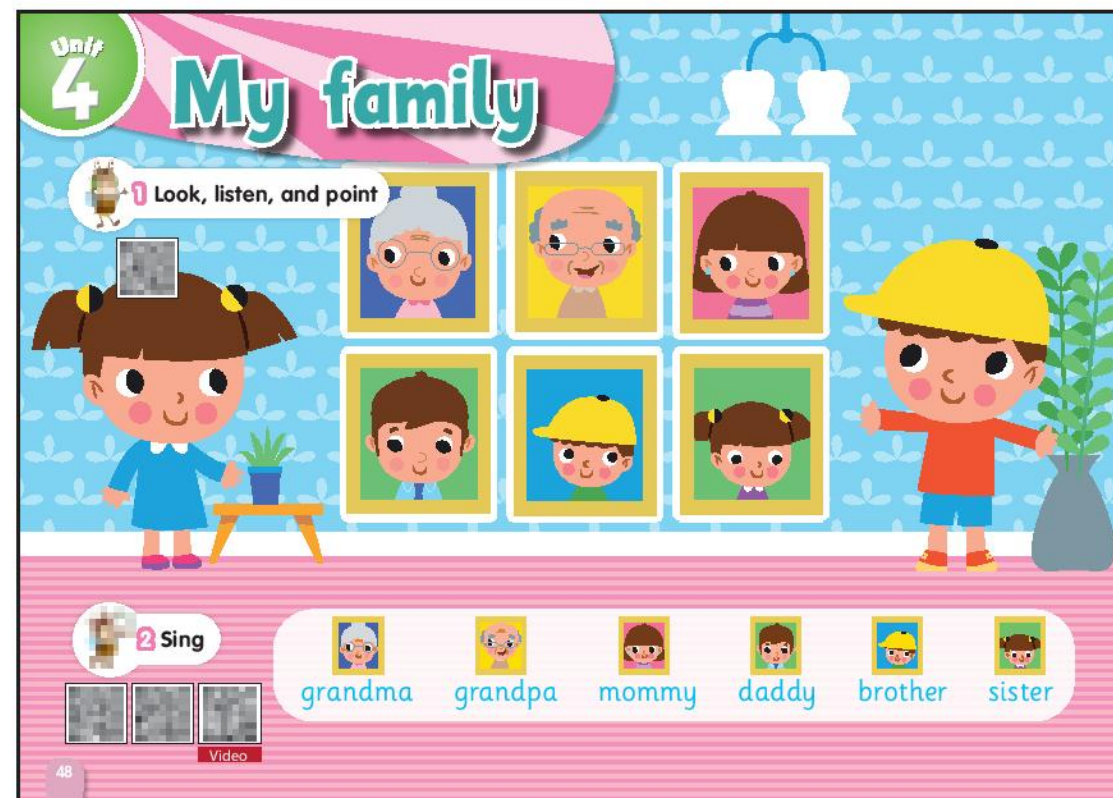 Unit
4
My family
1 Look, listen, and point
2 Sing
grandma grandpa mommy daddy brother sister
Video
48